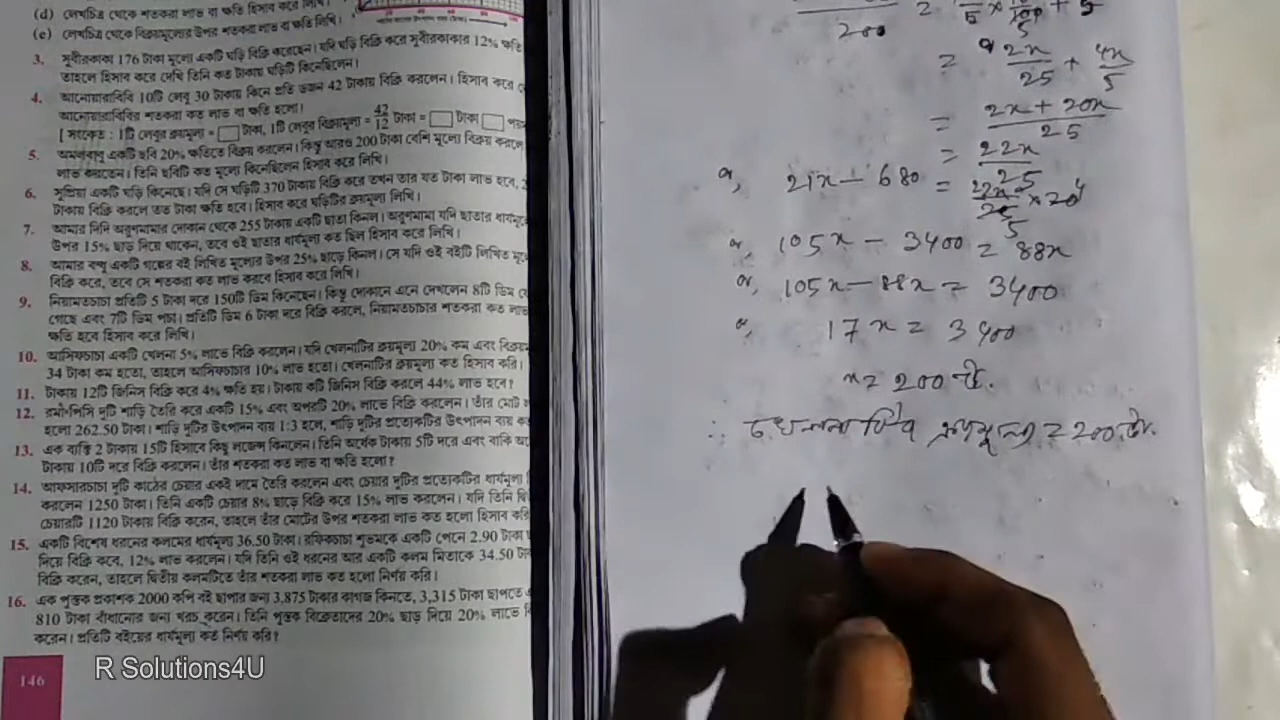 (d) লেখচিত্র থেকে শতকরা লাভ বা ক্ষতি হিসাব করে লিখি।
(e) লেখচিত্র থেকে বিক্রয়মূল্যের উপর শতকরা লাভ বা ক্ষতি লিখি।
3. সুবীরকাকা 176 টাকা মূল্যে একটি ঘড়ি বিক্রি করেছেন। যদি ঘড়ি বিক্রি করে সুবীরকাকার 12% ক্ষতি
তাহলে হিসাব করে দেখি তিনি কত টাকায় ঘড়িটি কিনেছিলেন।
4. আনোয়ারাবিবি 10টি লেবু 30 টাকায় কিনে প্রতি ডজন 42 টাকায় বিক্রি করলেন। হিসাব করে
আনোয়ারাবিবির শতকরা কত লাভ বা ক্ষতি হলো।
[ সংকেত : 1টি লেবুর ক্রয়মূল্য = □ টাকা, 1টি লেবুর বিক্রয়মূল্য = 42/12 টাকা = □ টাকা □
5. অমলবাবু একটি ছবি 20% ক্ষতিতে বিক্রয় করলেন। কিন্তু আরও 200 টাকা বেশি মূল্যে বিক্রয় করলে
লাভ করতেন। তিনি ছবিটি কত মূল্যে কিনেছিলেন হিসাব করে লিখি।
6. সুপ্রিয়া একটি ঘড়ি কিনেছে। যদি সে ঘড়িটি 370 টাকায় বিক্রি করে তখন তার যত টাকা লাভ হবে,
টাকায় বিক্রি করলে তত টাকা ক্ষতি হবে। হিসাব করে ঘড়িটির ক্রয়মূল্য লিখি।
7. আমার দিদি অরুণমামার দোকান থেকে 255 টাকায় একটি ছাতা কিনল। অরুণমামা যদি ছাতার
উপর 15% ছাড় দিয়ে থাকেন, তবে ওই ছাতার ধার্যমূল্য কত ছিল হিসাব করে লিখি।
8. আমার বন্ধু একটি গল্পের বই লিখিত মূল্যের উপর 25% ছাড়ে কিনল। সে যদি ওই বইটি লিখিত
বিক্রি করে, তবে সে শতকরা কত লাভ করবে হিসাব করে লিখি।
9. নিয়ামতচাচা প্রতিটি 5 টাকা দরে 150টি ডিম কিনেছেন। কিন্তু দোকানে এনে দেখলেন 8টি ডিম
গেছে এবং 7টি ডিম পচা। প্রতিটি ডিম 6 টাকা দরে বিক্রি করলে, নিয়ামতচাচার শতকরা কত লাভ
ক্ষতি হবে হিসাব করে লিখি।
10. আসিফচাচা একটি খেলনা 5% লাভে বিক্রি করলেন। যদি খেলনাটির ক্রয়মূল্য 20% কম এবং
34 টাকা কম হতো, তাহলে আসিফচাচার 10% লাভ হতো। খেলনাটির ক্রয়মূল্য কত হিসাব করি।
11. টাকায় 12টি জিনিস বিক্রি করে 4% ক্ষতি হয়। টাকায় কটি জিনিস বিক্রি করলে 44% লাভ হবে?
12. রমাপিসি দুটি শাড়ি তৈরি করে একটি 15% এবং অপরটি 20% লাভে বিক্রি করলেন। তাঁর মোট
হলো 262.50 টাকা। শাড়ি দুটির উৎপাদন ব্যয় 1:3 হলে, শাড়ি দুটির প্রত্যেকটির উৎপাদন ব্যয়
13. এক ব্যক্তি 2 টাকায় 15টি হিসাবে কিছু লজেন্স কিনলেন। তিনি অর্ধেক টাকায় 5টি দরে এবং বাকি
টাকায় 10টি দরে বিক্রি করলেন। তাঁর শতকরা কত লাভ বা ক্ষতি হলো?
14. আফসারচাচা দুটি কাঠের চেয়ার একই দামে তৈরি করলেন এবং চেয়ার দুটির প্রত্যেকটির ধার্যমূল্য
করলেন 1250 টাকা। তিনি একটি চেয়ার 8% ছাড়ে বিক্রি করে 15% লাভ করলেন। যদি তিনি
চেয়ারটি 1120 টাকায় বিক্রি করেন, তাহলে তাঁর মোটের উপর শতকরা লাভ কত হলো হিসাব
15. একটি বিশেষ ধরনের কলমের ধার্যমূল্য 36.50 টাকা। রফিকচাচা শুভমকে একটি পেনে 2.90 টাকা
দিয়ে বিক্রি কবে, 12% লাভ করলেন। যদি তিনি ওই ধরনের আর একটি কলম মিতাকে 34.50
বিক্রি করেন, তাহলে দ্বিতীয় কলমটিতে তাঁর শতকরা লাভ কত হলো নির্ণয় করি।
16. এক পুস্তক প্রকাশক 2000 কপি বই ছাপার জন্য 3,875 টাকার কাগজ কিনতে, 3,315 টাকা ছাপতে
810 টাকা বাঁধানোর জন্য খরচ করেন। তিনি পুস্তক বিক্রেতাদের 20% ছাড় দিয়ে 20% লাভে
করেন। প্রতিটি বইয়ের ধার্যমূল্য কত নির্ণয় করি?
146
R Solutions4U
= 2x/25 + 4x/5
= 2x + 20x / 25
= 22x / 25
বা, 21x – 680 = 22x/25 × 20
বা, 105x – 3400 = 88x
বা, 105x – 88x = 3400
বা, 17x = 3400
x = 200 টা.
∴ খেলনাটির ক্রয়মূল্য = 200 টা.